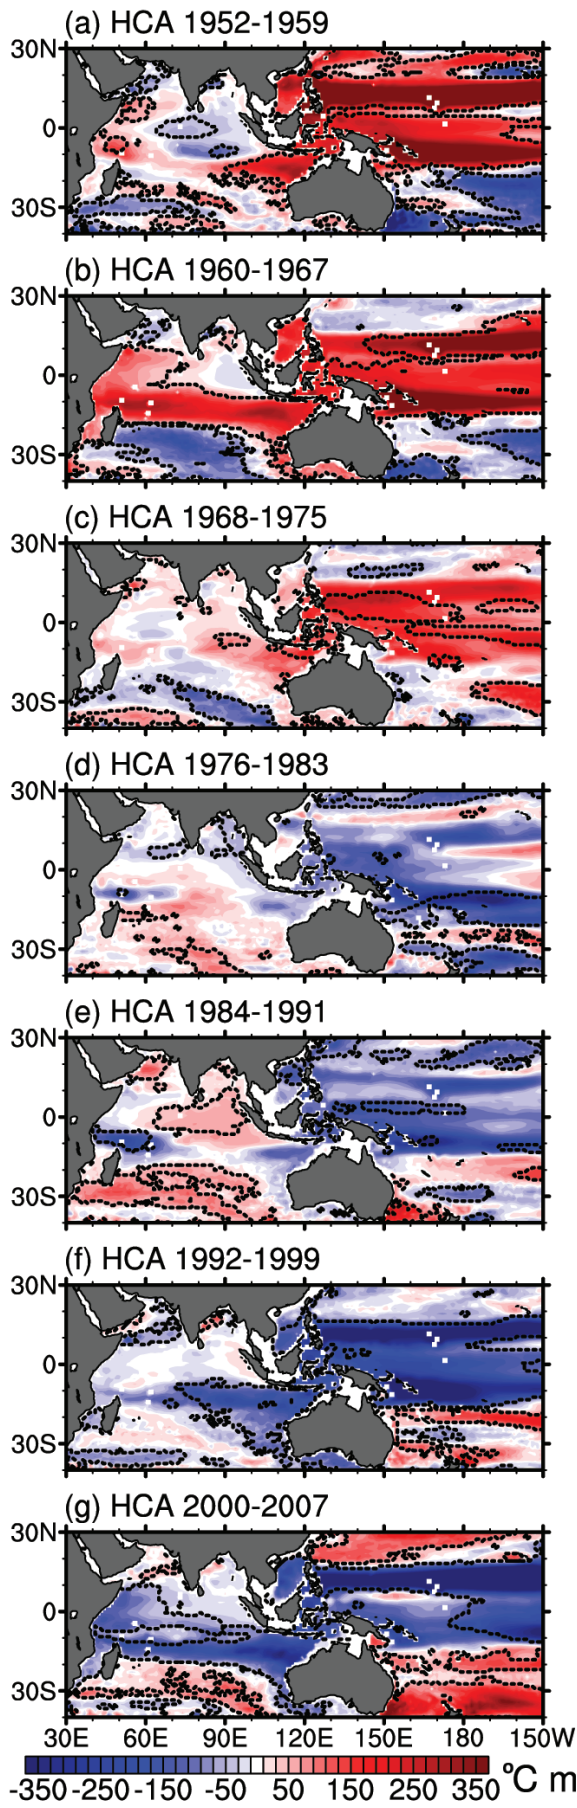 (a) HCA 1952-1959
30N
0
30S
(b) HCA 1960-1967
30N
0
30S
(c) HCA 1968-1975
30N
0
30S
(d) HCA 1976-1983
30N
0
30S
(e) HCA 1984-1991
30N
0
30S
(f) HCA 1992-1999
30N
0
30S
(g) HCA 2000-2007
30N
0
30S
30E 60E 90E 120E 150E 180 150W
-350 -250 -150 -50 50 150 250 350 °C m